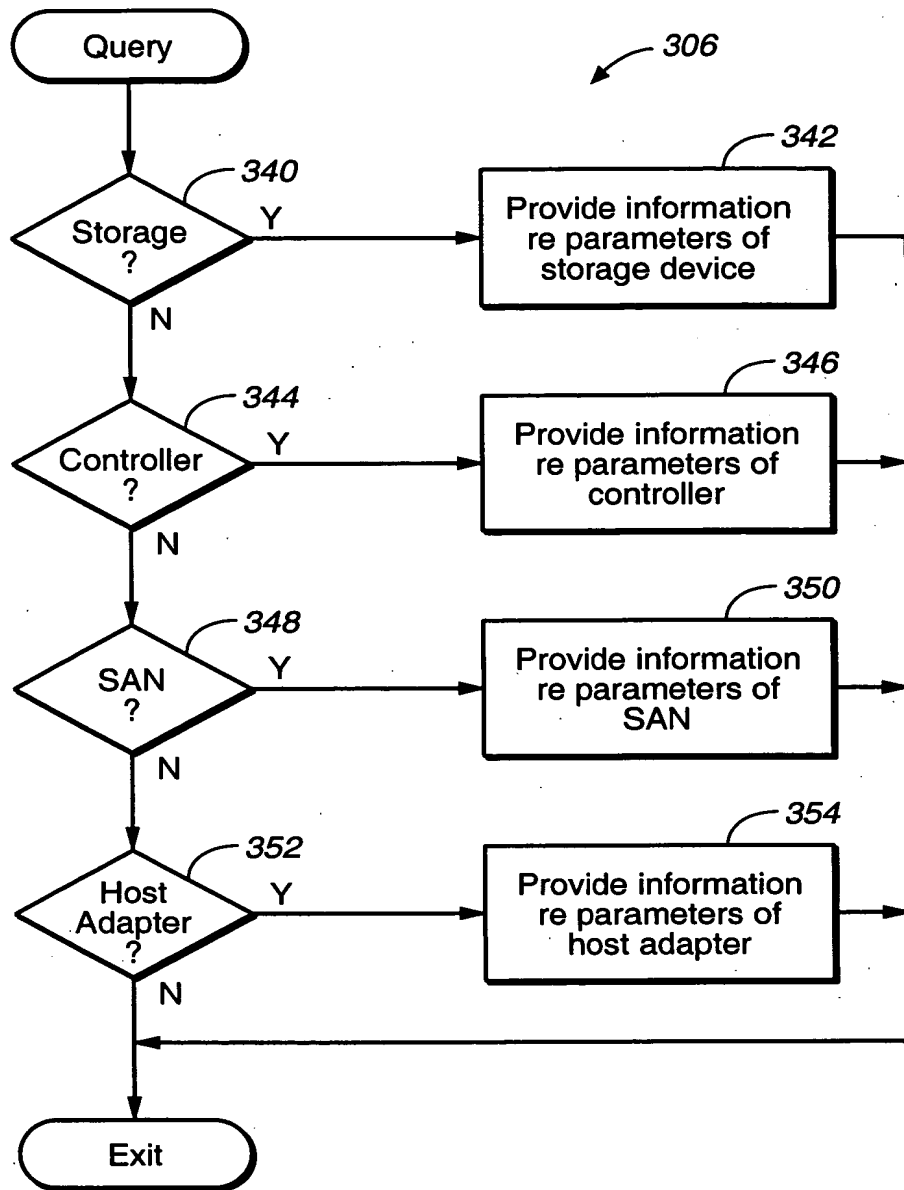 Query
306
340
342
Storage
?
Y
Provide information
re parameters of
storage device
N
344
346
Controller
?
Y
Provide information
re parameters of
controller
N
348
350
SAN
?
Y
Provide information
re parameters of
SAN
N
352
354
Host
Adapter
?
Y
Provide information
re parameters of
host adapter
N
Exit